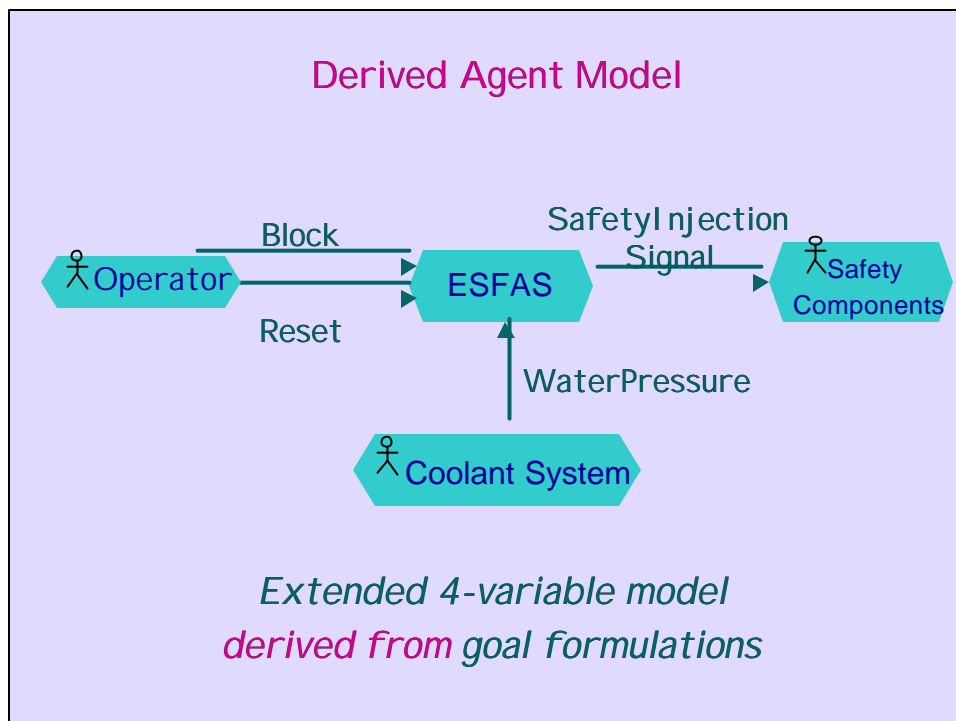 Derived Agent Model
Block
SafetyInjection
Signal
Operator
ESFAS
Safety
Components
Reset
WaterPressure
Coolant System
Extended 4-variable model
derived from goal formulations